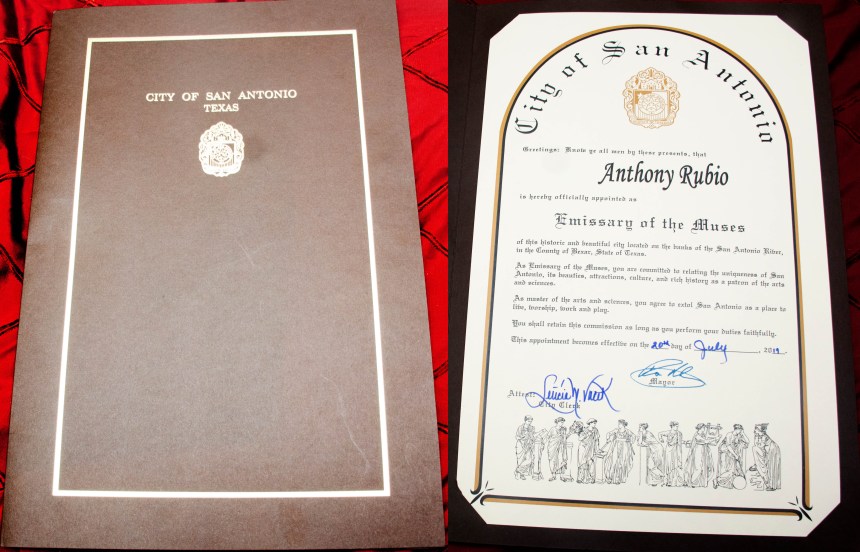 CITY OF SAN ANTONIO
TEXAS
City of San Antonio
Greetings: Know ye all men by these presents, that
Anthony Rubio
is hereby officially appointed as
Emissary of the Muses
of this historic and beautiful city located on the banks of the San Antonio River,
in the County of Bexar, State of Texas.
As Emissary of the Muses, you are committed to relating the uniqueness of San
Antonio, its beauties, attractions, culture, and rich history as a patron of the arts
and sciences.
As master of the arts and sciences, you agree to extol San Antonio as a place to
live, worship, work and play.
You shall retain this commission as long as you perform your duties faithfully.
This appointment becomes effective on the 20th day of July, 2019.
Mayor
Attest: Leticia M. Vacek
City Clerk